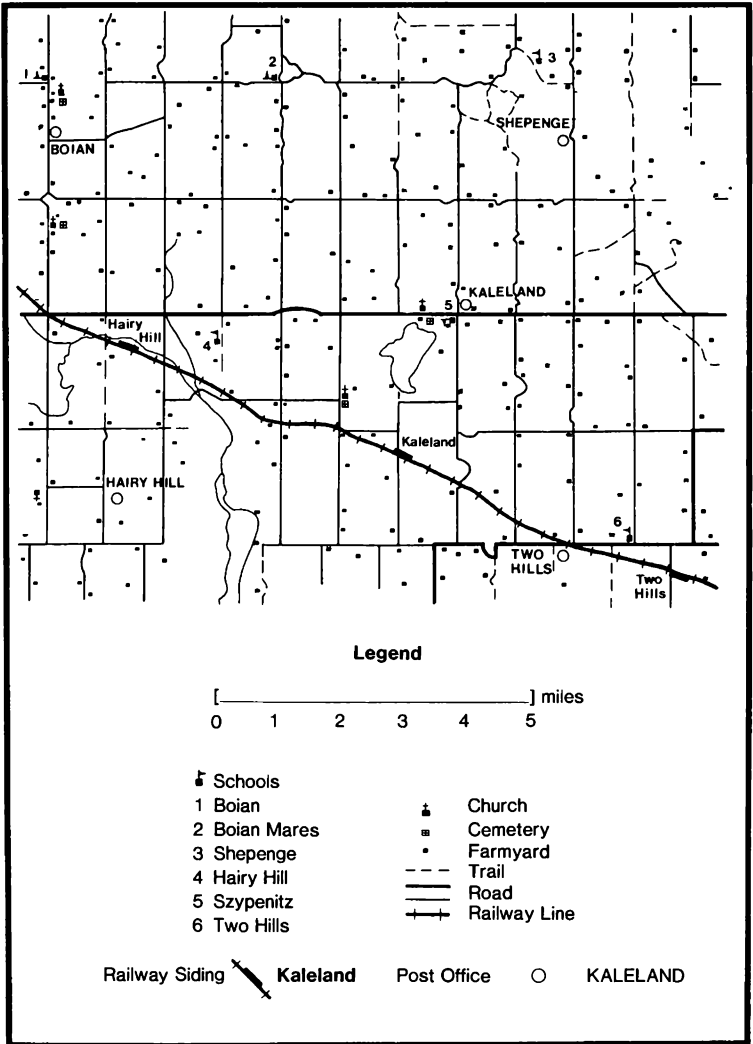 1
2
3
SHEPENGE
BOIAN
KALELAND
5
Hairy
Hill
4
Kaleland
HAIRY HILL
6
TWO
HILLS
Two
Hills
Legend
[ ] miles
0 1 2 3 4 5
Schools
1 Boian
2 Boian Mares
3 Shepenge
4 Hairy Hill
5 Szypenitz
6 Two Hills
Church
Cemetery
Farmyard
Trail
Road
Railway Line
Railway Siding Kaleland Post Office KALELAND